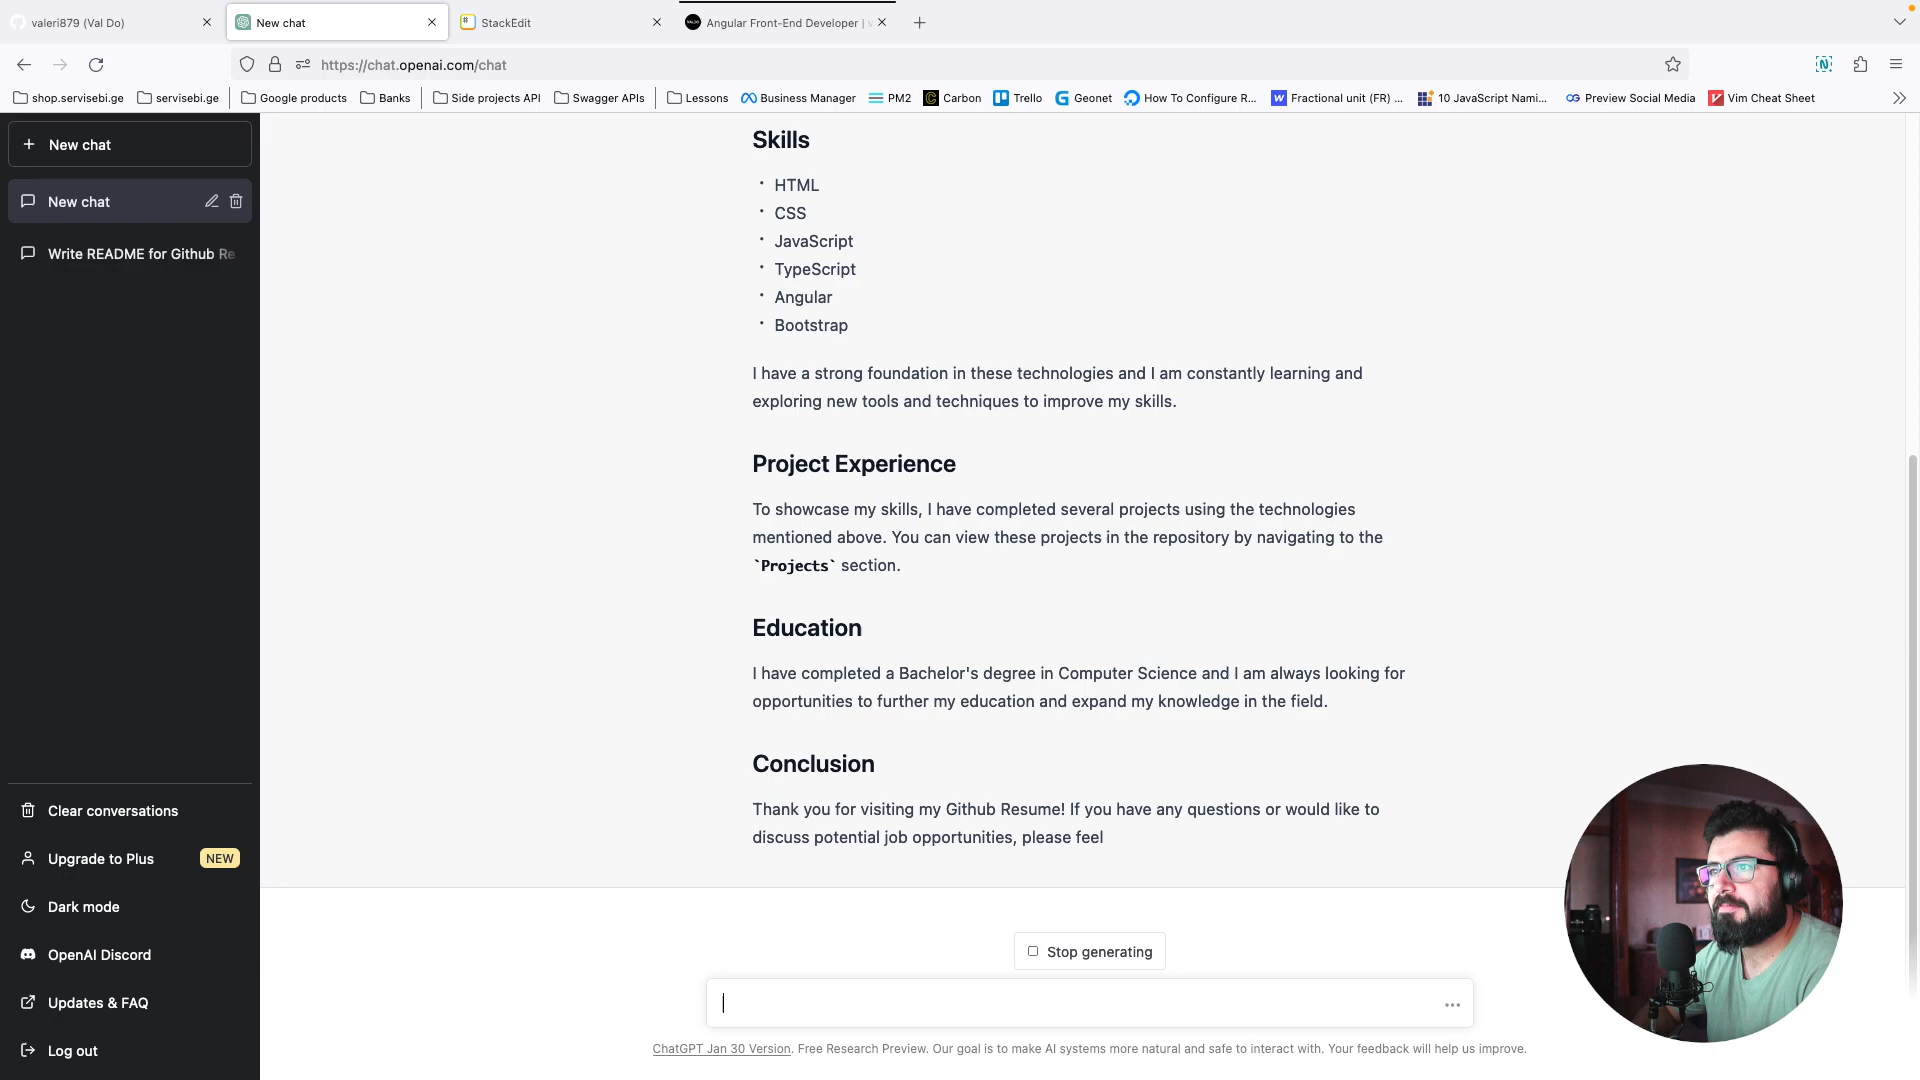 valeri879 (Val Do)
New chat
StackEdit
Angular Front-End Developer |
https://chat.openai.com/chat
shop.servisebi.ge
servisebi.ge
Google products
Banks
Side projects API
Swagger APIs
Lessons
Business Manager
PM2
Carbon
Trello
Geonet
How To Configure R...
Fractional unit (FR) ...
10 JavaScript Nami...
Preview Social Media
Vim Cheat Sheet
New chat
New chat
Write README for Github Re
Clear conversations
Upgrade to Plus NEW
Dark mode
OpenAI Discord
Updates & FAQ
Log out
Skills
• HTML
• CSS
• JavaScript
• TypeScript
• Angular
• Bootstrap
I have a strong foundation in these technologies and I am constantly learning and
exploring new tools and techniques to improve my skills.
Project Experience
To showcase my skills, I have completed several projects using the technologies
mentioned above. You can view these projects in the repository by navigating to the
`Projects` section.
Education
I have completed a Bachelor's degree in Computer Science and I am always looking for
opportunities to further my education and expand my knowledge in the field.
Conclusion
Thank you for visiting my Github Resume! If you have any questions or would like to
discuss potential job opportunities, please feel
Stop generating
ChatGPT Jan 30 Version. Free Research Preview. Our goal is to make AI systems more natural and safe to interact with. Your feedback will help us improve.